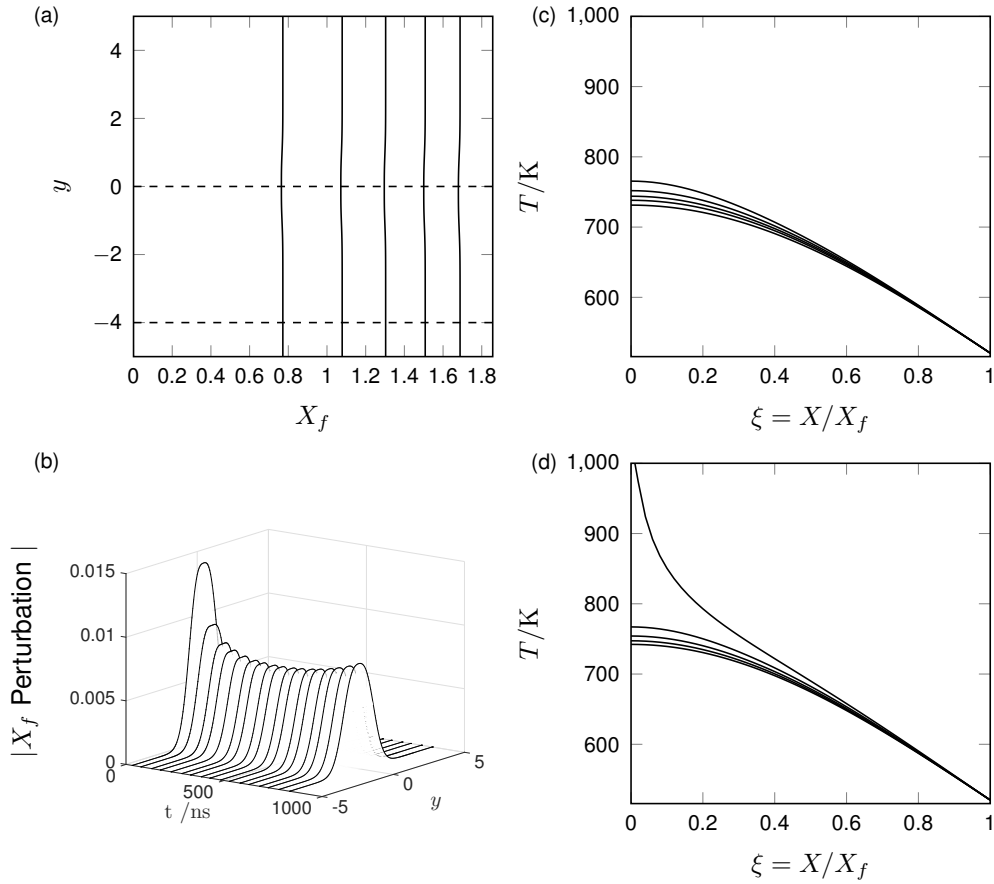 (a)
4
2
0
−2
−4
y
0 0.2 0.4 0.6 0.8 1 1.2 1.4 1.6 1.8
X_f
(c)
1,000
900
800
700
600
T/K
0 0.2 0.4 0.6 0.8 1
ξ = X/X_f
(b)
0.015
0.01
0.005
0
|X_f Perturbation |
0 500 1000
t /ns
-5 0 5
y
(d)
1,000
900
800
700
600
T/K
0 0.2 0.4 0.6 0.8 1
ξ = X/X_f